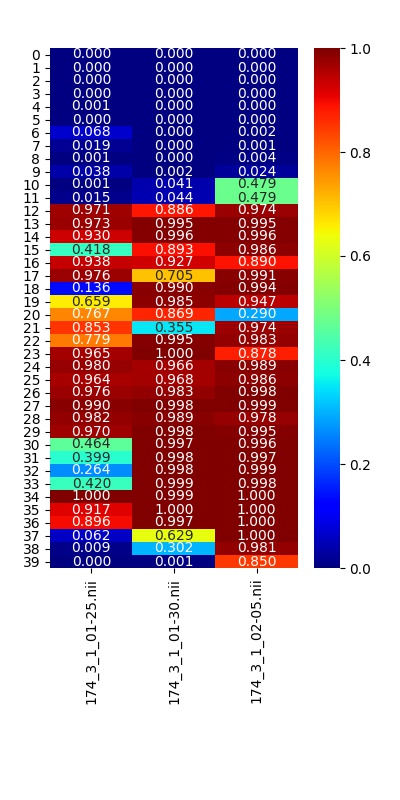 0 0.000 0.000 0.000
1 0.000 0.000 0.000
2 0.000 0.000 0.000
3 0.000 0.000 0.000
4 0.001 0.000 0.000
5 0.000 0.000 0.000
6 0.068 0.000 0.002
7 0.019 0.000 0.001
8 0.001 0.000 0.004
9 0.038 0.002 0.024
10 0.001 0.041 0.479
11 0.015 0.044 0.479
12 0.971 0.886 0.974
13 0.973 0.995 0.995
14 0.930 0.996 0.996
15 0.418 0.893 0.986
16 0.938 0.927 0.890
17 0.976 0.705 0.991
18 0.136 0.990 0.994
19 0.659 0.985 0.947
20 0.767 0.869 0.290
21 0.853 0.355 0.974
22 0.779 0.995 0.983
23 0.965 1.000 0.878
24 0.980 0.966 0.989
25 0.964 0.968 0.986
26 0.976 0.983 0.998
27 0.990 0.998 0.999
28 0.982 0.989 0.978
29 0.970 0.998 0.995
30 0.464 0.997 0.996
31 0.399 0.998 0.997
32 0.264 0.998 0.999
33 0.420 0.999 0.998
34 1.000 0.999 1.000
35 0.917 1.000 1.000
36 0.896 0.997 1.000
37 0.062 0.629 1.000
38 0.009 0.302 0.981
39 0.000 0.001 0.850
174_3_1_01-25.nii
174_3_1_01-30.nii
174_3_1_02-05.nii
1.0
0.8
0.6
0.4
0.2
0.0